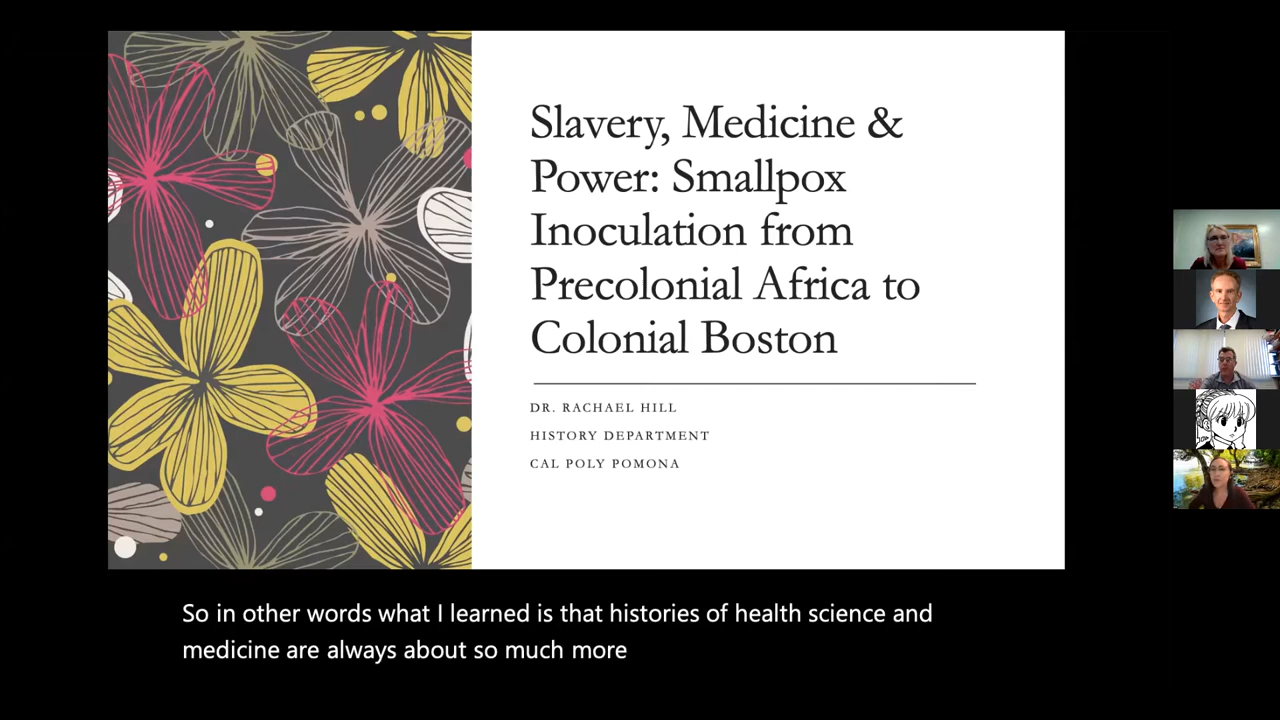 Slavery, Medicine &
Power: Smallpox
Inoculation from
Precolonial Africa to
Colonial Boston
DR. RACHAEL HILL
HISTORY DEPARTMENT
CAL POLY POMONA
So in other words what I learned is that histories of health science and
medicine are always about so much more